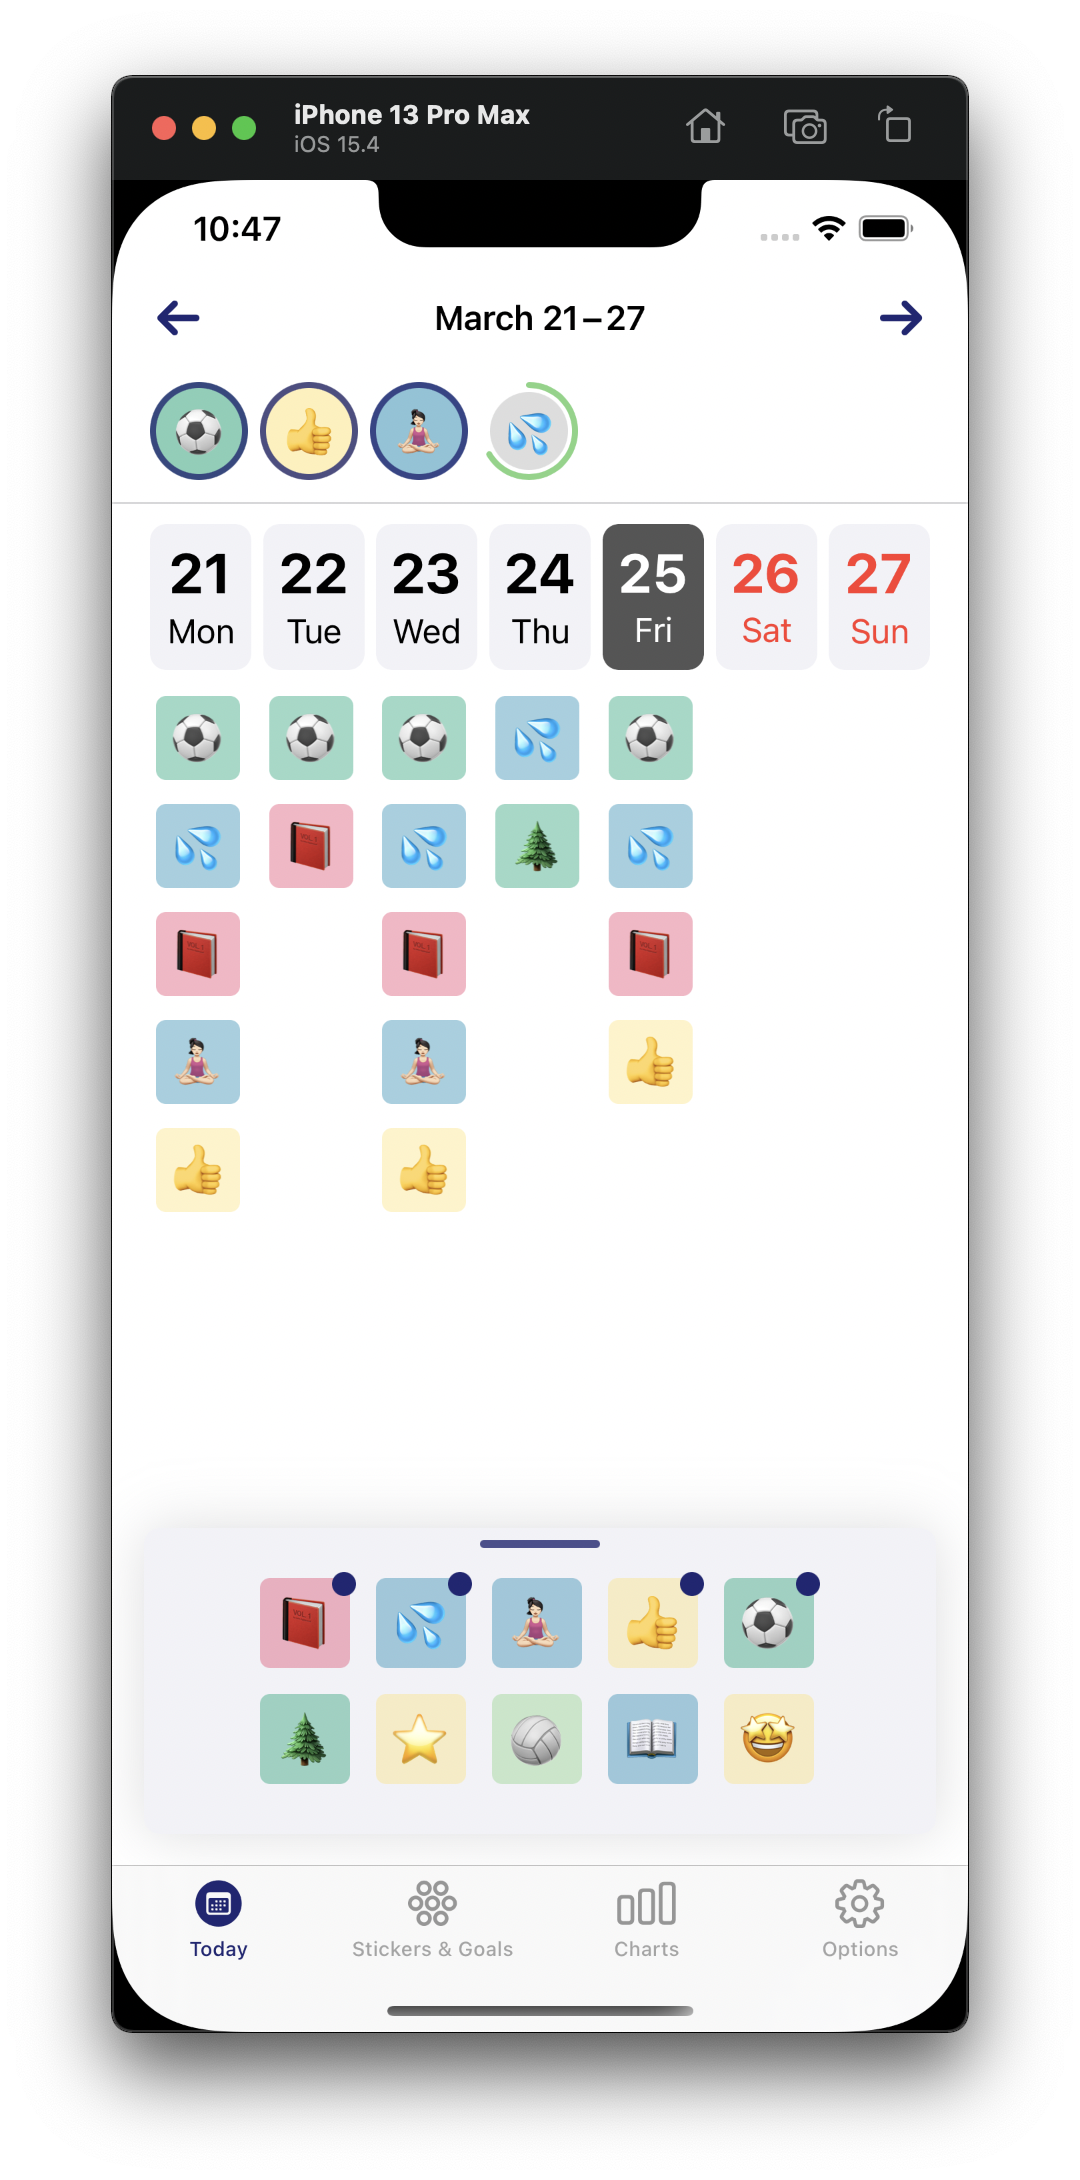 iPhone 13 Pro Max
iOS 15.4
10:47
March 21 – 27
21 22 23 24 25 26 27
Mon Tue Wed Thu Fri Sat Sun
Today Stickers & Goals Charts Options